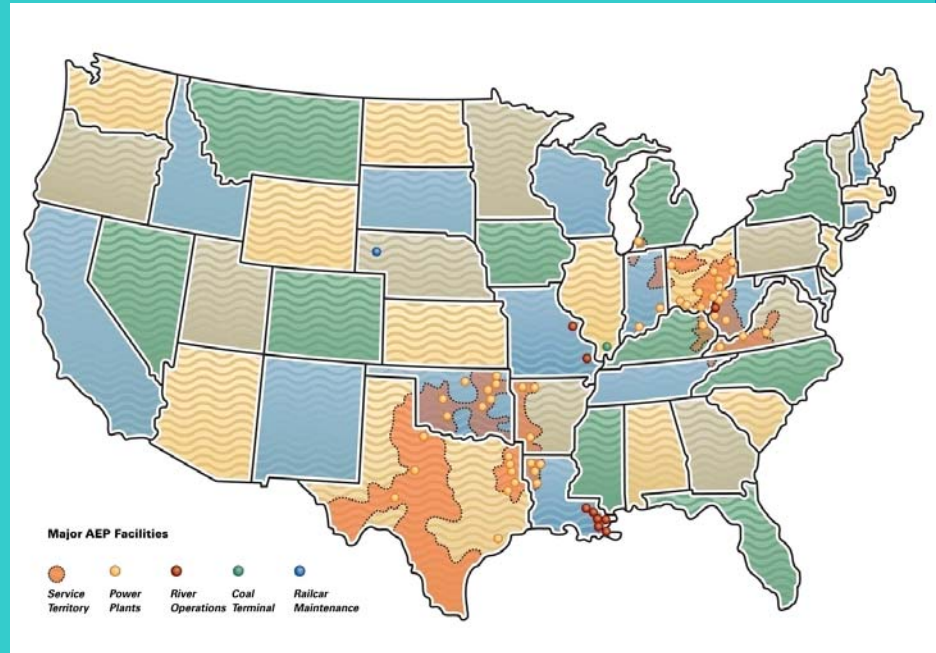 Major AEP Facilities
Service Territory
Power Plants
River Operations
Coal Terminal
Railcar Maintenance